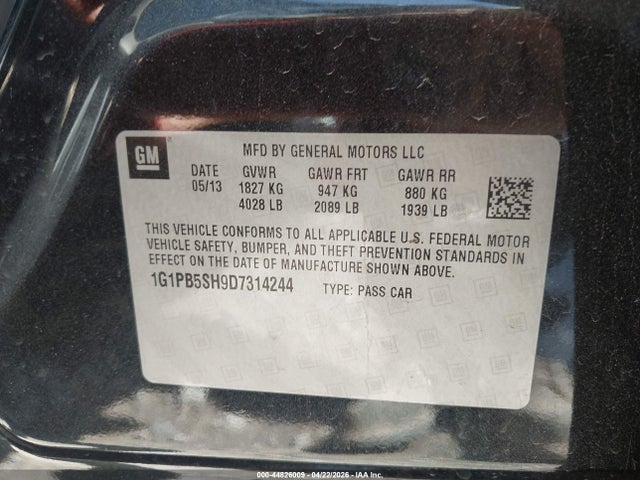 GM
MFD BY GENERAL MOTORS LLC
DATE GVWR GAWR FRT GAWR RR
05/13 1827 KG 947 KG 880 KG
4028 LB 2089 LB 1939 LB
THIS VEHICLE CONFORMS TO ALL APPLICABLE U.S. FEDERAL MOTOR
VEHICLE SAFETY, BUMPER, AND THEFT PREVENTION STANDARDS IN
EFFECT ON THE DATE OF MANUFACTURE SHOWN ABOVE.
1G1PB5SH9D7314244 TYPE: PASS CAR
000-44826009 - 04/22/2026 - IAA Inc.